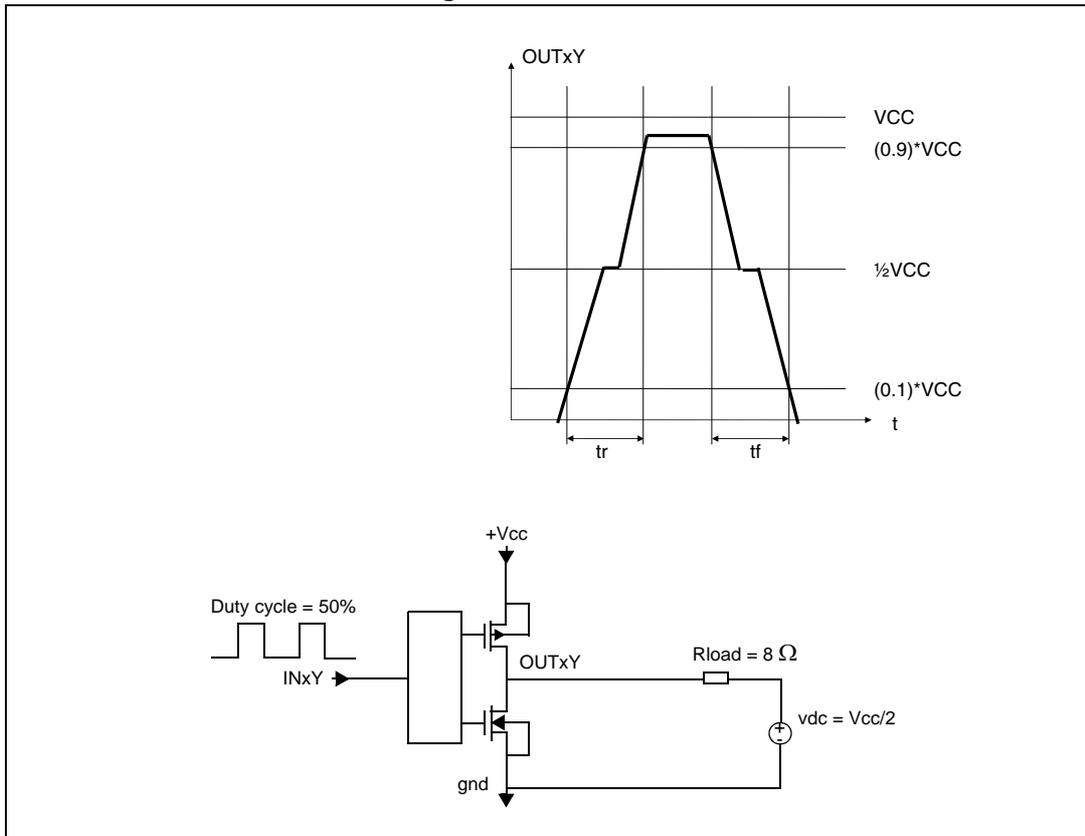 OUTxY
VCC
(0.9)*VCC
½VCC
(0.1)*VCC
t
tr
tf
+Vcc
Duty cycle = 50%
Rload = 8 Ω
OUTxY
INxY
vdc = Vcc/2
+
-
gnd